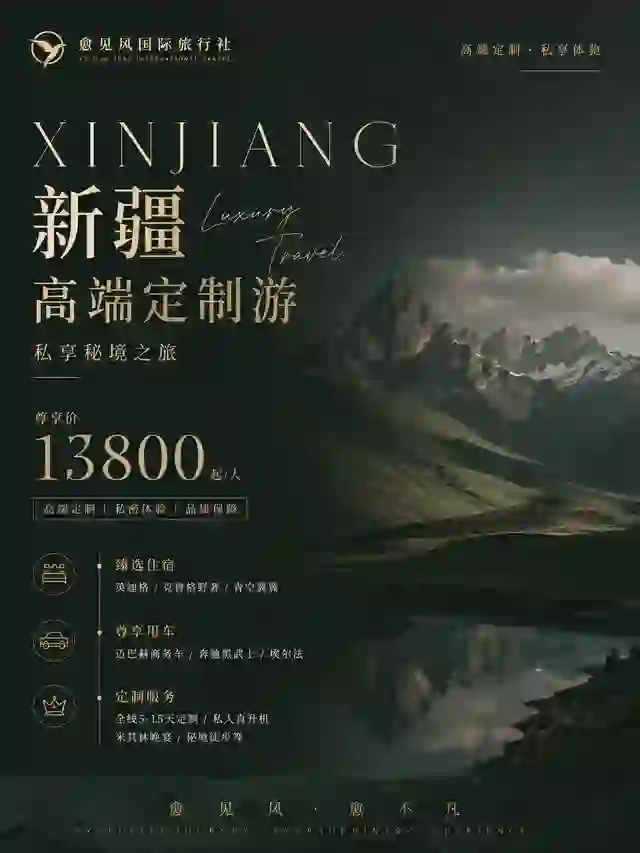 愈见风国际旅行社
高端定制·私享体验
XINJIANG
新疆
Luxury
Travel
高端定制游
私享秘境之旅
尊享价
13800起/人
高端定制 | 私密体验 | 品质保障
臻选住宿
英迪格 / 克鲁格野奢 / 青空翼翼
尊享用车
迈巴赫商务车 / 奔驰黑武士 / 埃尔法
定制服务
全线5-15天定制 / 私人直升机
米其林晚宴 / 秘地徒步等
愈见风·愈不凡